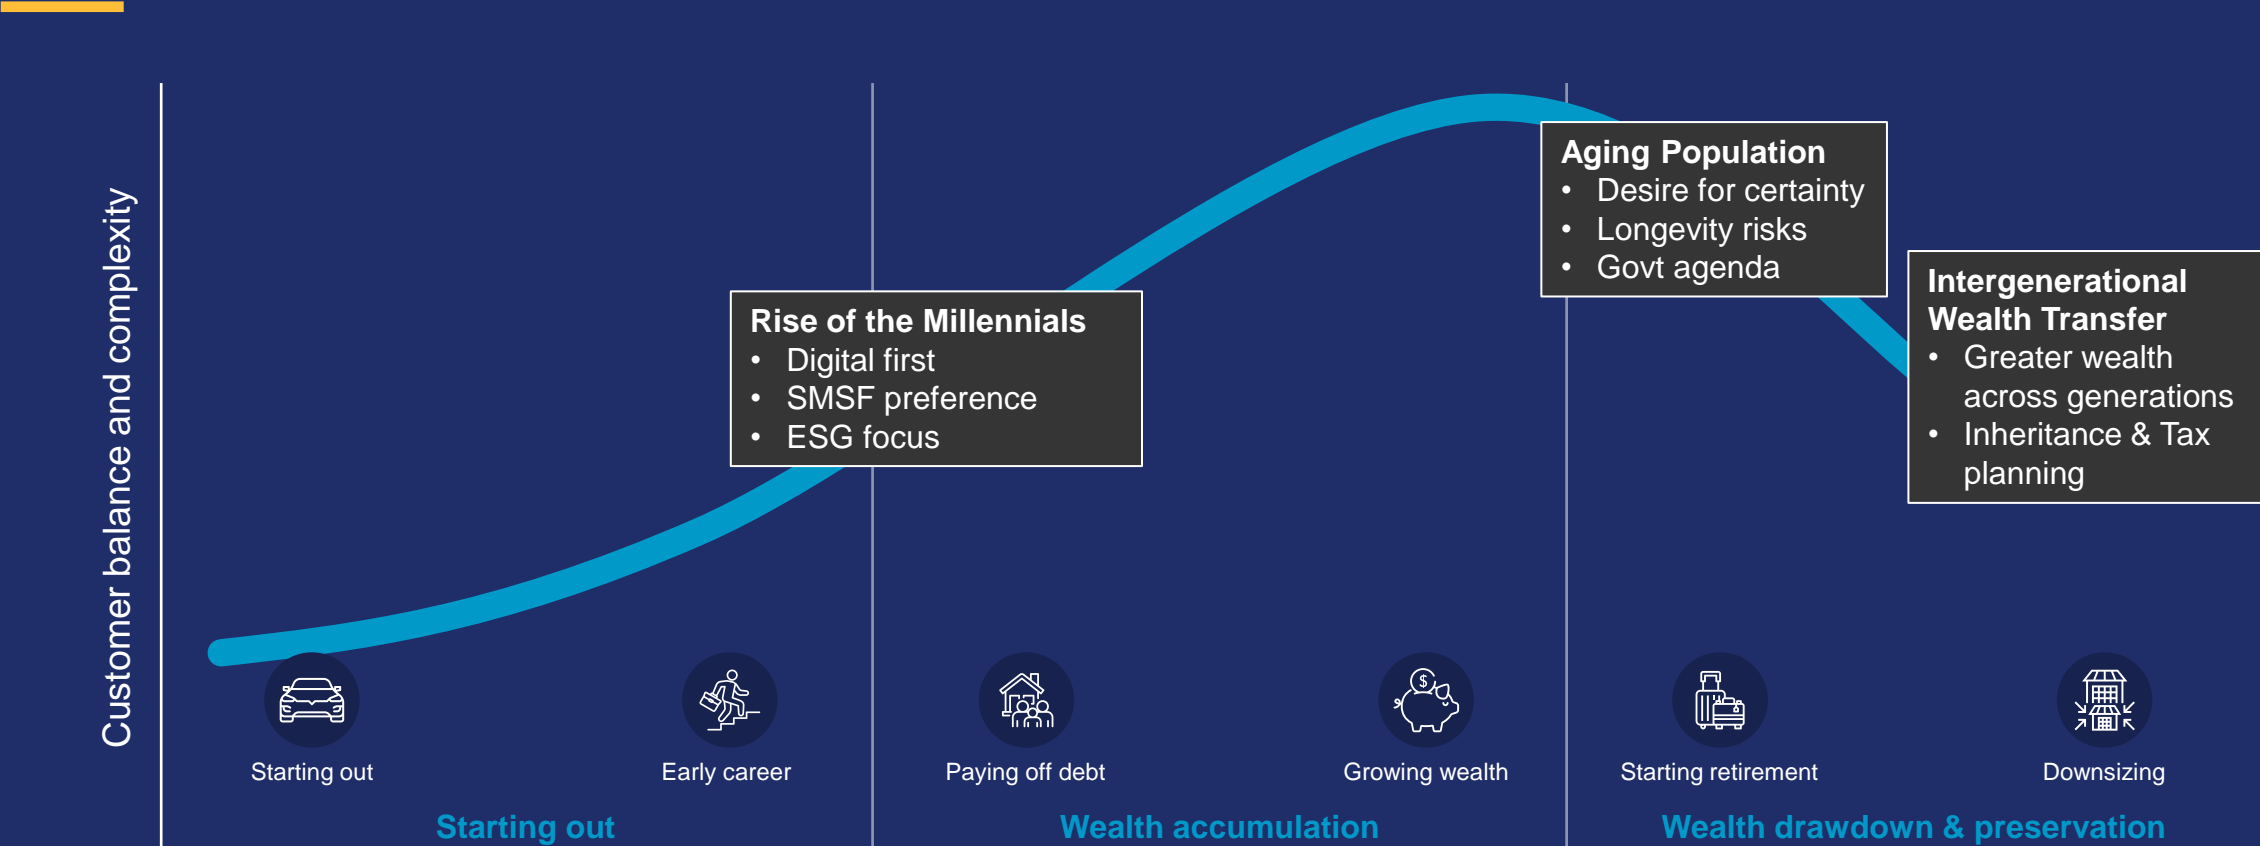 Customer balance and complexity
Rise of the Millennials
• Digital first
• SMSF preference
• ESG focus
Aging Population
• Desire for certainty
• Longevity risks
• Govt agenda
Intergenerational
Wealth Transfer
• Greater wealth
across generations
• Inheritance & Tax
planning
$
Starting out
Early career
Paying off debt
Growing wealth
Starting retirement
Downsizing
Starting out
Wealth accumulation
Wealth drawdown & preservation